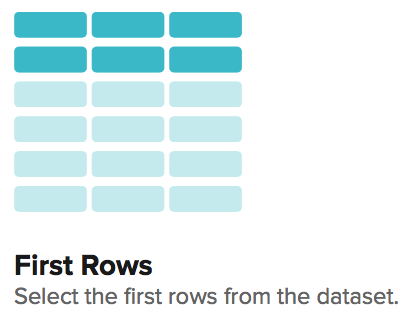 First Rows
Select the first rows from the dataset.